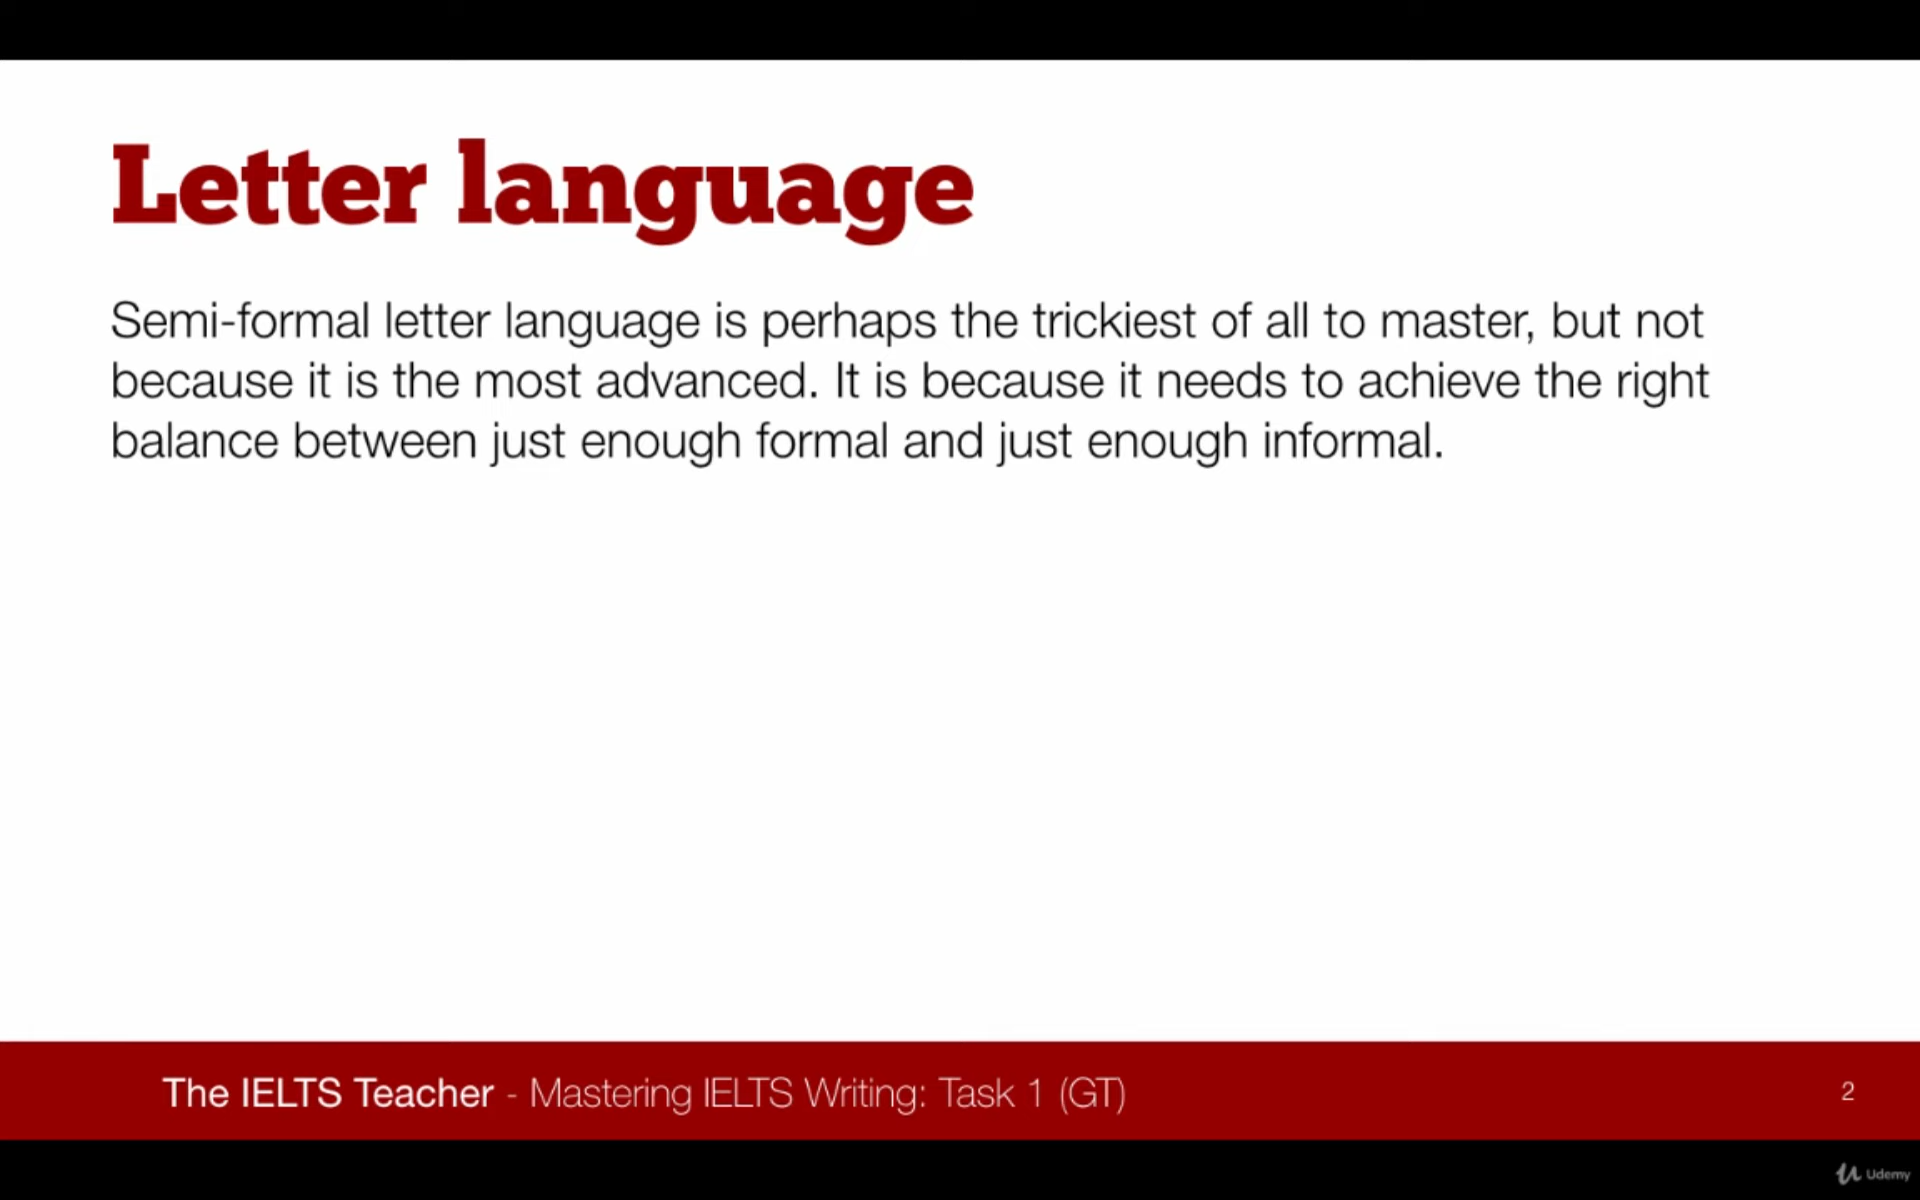 Letter language
Semi-formal letter language is perhaps the trickiest of all to master, but not
because it is the most advanced. It is because it needs to achieve the right
balance between just enough formal and just enough informal.
The IELTS Teacher - Mastering IELTS Writing: Task 1 (GT)
2
Udemy